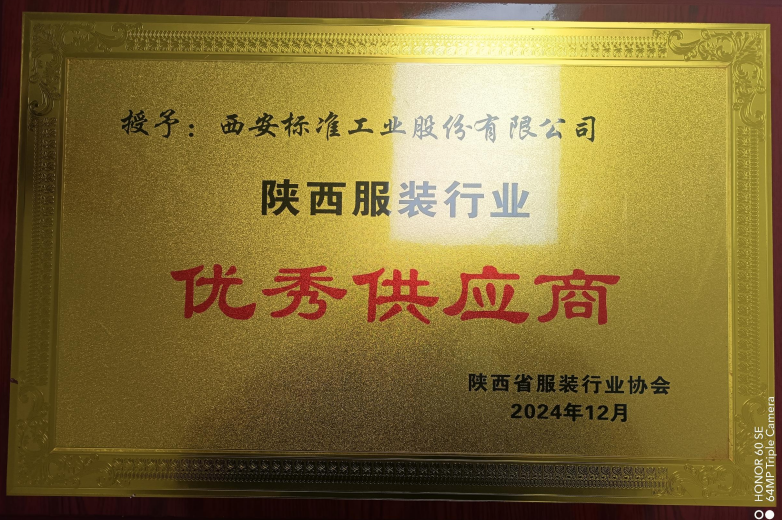 授予：西安标准工业股份有限公司
陕西服装行业
优秀供应商
陕西省服装行业协会
2024年12月
HONOR 60 SE
64MP Triple Camera